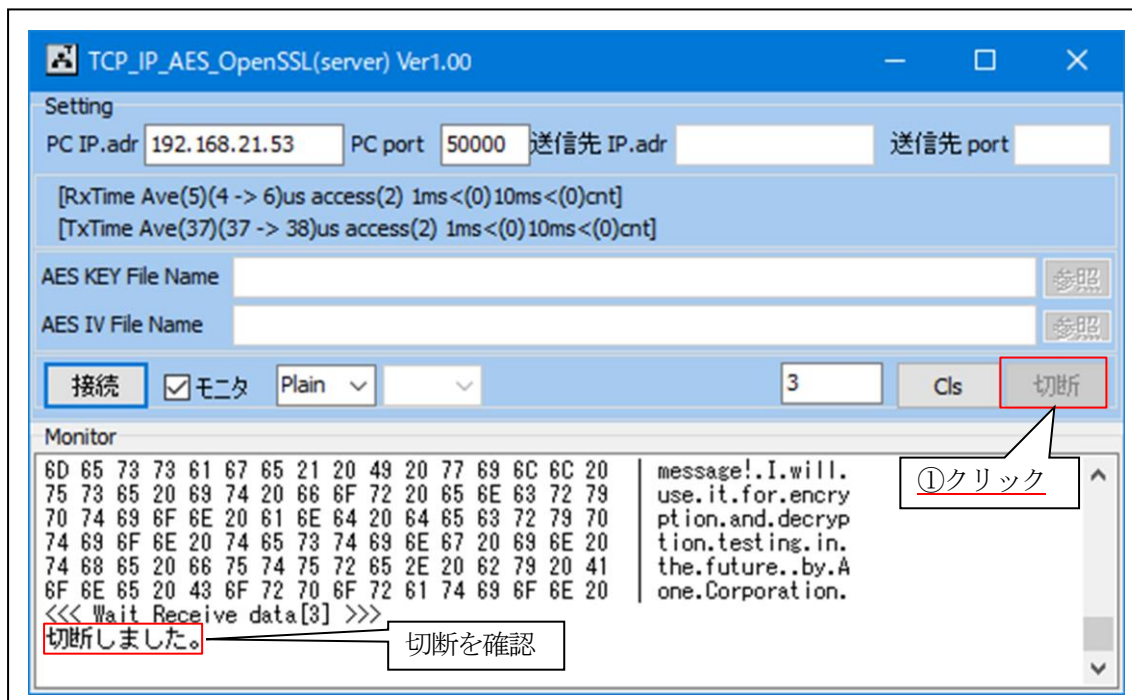 TCP_IP_AES_OpenSSL(server) Ver1.00
Setting
PC IP.adr 192.168.21.53 PC port 50000 送信先 IP.adr 送信先 port
[RxTime Ave(5)(4 -> 6)us access(2) 1ms<(0)10ms<(0)cnt]
[TxTime Ave(37)(37 -> 38)us access(2) 1ms<(0)10ms<(0)cnt]
AES KEY File Name 参照
AES IV File Name 参照
接続 モニタ Plain 3 Cls 切断
Monitor
①クリック
6D 65 73 73 61 67 65 21 20 49 20 77 69 6C 6C 20 | message!.I.will.
75 73 65 20 69 74 20 66 6F 72 20 65 6E 63 72 79 | use.it.for.encry
70 74 69 6F 6E 20 61 6E 64 20 64 65 63 72 79 70 | ption.and.decryp
74 69 6F 6E 20 74 65 73 74 69 6E 67 20 69 6E 20 | tion.testing.in.
74 68 65 20 66 75 74 75 72 65 2E 20 62 79 20 41 | the.future..by.A
6F 6E 65 20 43 6F 72 70 6F 72 61 74 69 6F 6E 20 | one.Corporation.
<<< Wait Receive data[3] >>>
切断しました。
切断を確認